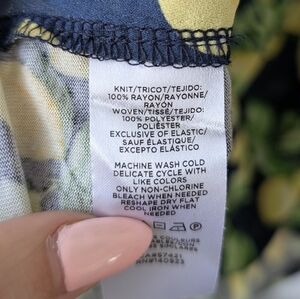 KNIT/TRICOT/TEJIDO:
100% RAYON/RAYONNE/
RAYÓN
WOVEN/TISSÉ/TEJIDO:
100% POLYESTER/
POLIÉSTER
EXCLUSIVE OF ELASTIC/
SAUF ÉLASTIQUE/
EXCEPTO ELÁSTICO
MACHINE WASH COLD
DELICATE CYCLE WITH
LIKE COLORS
ONLY NON-CHLORINE
BLEACH WHEN NEEDED
RESHAPE DRY FLAT
COOL IRON WHEN
NEEDED